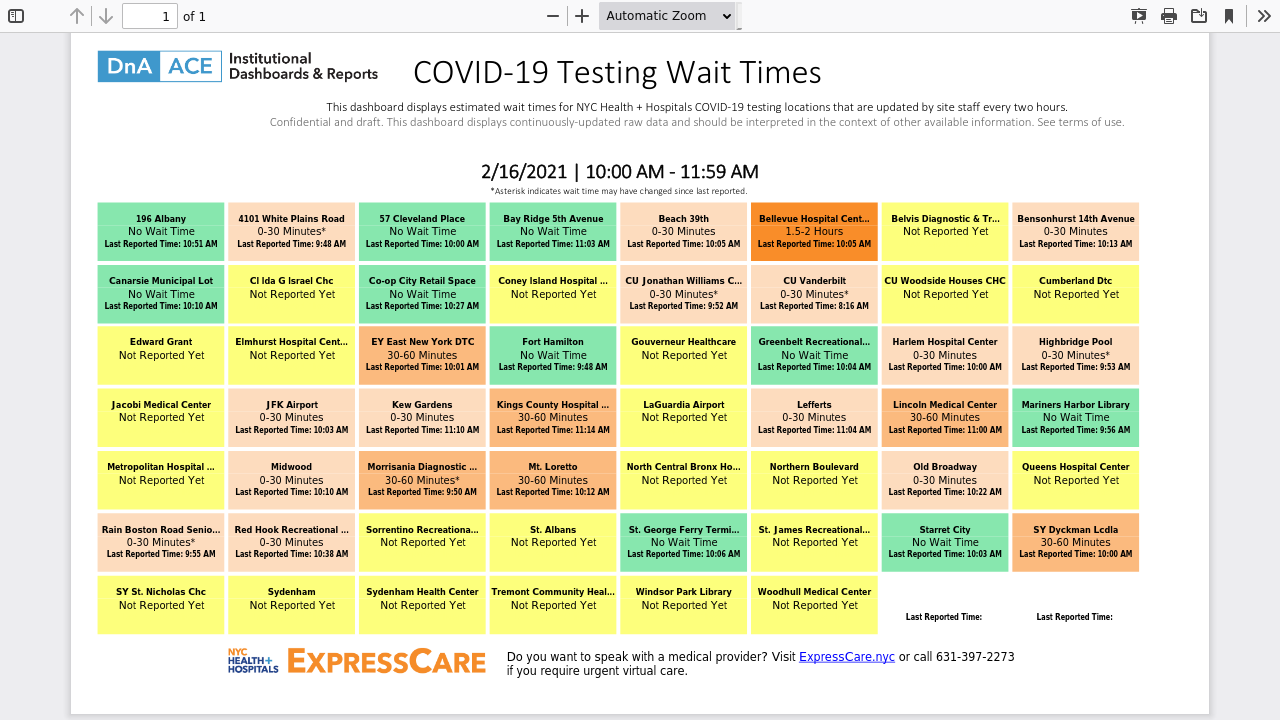 1 of 1
Automatic Zoom
DnA ACE Institutional Dashboards & Reports
COVID-19 Testing Wait Times
This dashboard displays estimated wait times for NYC Health + Hospitals COVID-19 testing locations that are updated by site staff every two hours.
Confidential and draft. This dashboard displays continuously-updated raw data and should be interpreted in the context of other available information. See terms of use.
2/16/2021 | 10:00 AM - 11:59 AM
*Asterisk indicates wait time may have changed since last reported.
196 Albany
No Wait Time
Last Reported Time: 10:51 AM
4101 White Plains Road
0-30 Minutes*
Last Reported Time: 9:48 AM
57 Cleveland Place
No Wait Time
Last Reported Time: 10:00 AM
Bay Ridge 5th Avenue
No Wait Time
Last Reported Time: 11:03 AM
Beach 39th
0-30 Minutes
Last Reported Time: 10:05 AM
Bellevue Hospital Cent...
1.5-2 Hours
Last Reported Time: 10:05 AM
Belvis Diagnostic & Tr...
Not Reported Yet
Bensonhurst 14th Avenue
0-30 Minutes
Last Reported Time: 10:13 AM
Canarsie Municipal Lot
No Wait Time
Last Reported Time: 10:10 AM
Cl Ida G Israel Chc
Not Reported Yet
Co-op City Retail Space
No Wait Time
Last Reported Time: 10:27 AM
Coney Island Hospital ...
Not Reported Yet
CU Jonathan Williams C...
0-30 Minutes*
Last Reported Time: 9:52 AM
CU Vanderbilt
0-30 Minutes*
Last Reported Time: 8:16 AM
CU Woodside Houses CHC
Not Reported Yet
Cumberland Dtc
Not Reported Yet
Edward Grant
Not Reported Yet
Elmhurst Hospital Cent...
Not Reported Yet
EY East New York DTC
30-60 Minutes
Last Reported Time: 10:01 AM
Fort Hamilton
No Wait Time
Last Reported Time: 9:48 AM
Gouverneur Healthcare
Not Reported Yet
Greenbelt Recreational...
No Wait Time
Last Reported Time: 10:04 AM
Harlem Hospital Center
0-30 Minutes
Last Reported Time: 10:00 AM
Highbridge Pool
0-30 Minutes*
Last Reported Time: 9:53 AM
Jacobi Medical Center
Not Reported Yet
JFK Airport
0-30 Minutes
Last Reported Time: 10:03 AM
Kew Gardens
0-30 Minutes
Last Reported Time: 11:10 AM
Kings County Hospital ...
30-60 Minutes
Last Reported Time: 11:14 AM
LaGuardia Airport
Not Reported Yet
Lefferts
0-30 Minutes
Last Reported Time: 11:04 AM
Lincoln Medical Center
30-60 Minutes
Last Reported Time: 11:00 AM
Mariners Harbor Library
No Wait Time
Last Reported Time: 9:56 AM
Metropolitan Hospital ...
Not Reported Yet
Midwood
0-30 Minutes
Last Reported Time: 10:10 AM
Morrisania Diagnostic ...
30-60 Minutes*
Last Reported Time: 9:50 AM
Mt. Loretto
30-60 Minutes
Last Reported Time: 10:12 AM
North Central Bronx Ho...
Not Reported Yet
Northern Boulevard
Not Reported Yet
Old Broadway
0-30 Minutes
Last Reported Time: 10:22 AM
Queens Hospital Center
Not Reported Yet
Rain Boston Road Senio...
0-30 Minutes*
Last Reported Time: 9:55 AM
Red Hook Recreational ...
0-30 Minutes
Last Reported Time: 10:38 AM
Sorrentino Recreationa...
Not Reported Yet
St. Albans
Not Reported Yet
St. George Ferry Termi...
No Wait Time
Last Reported Time: 10:06 AM
St. James Recreational...
Not Reported Yet
Starret City
No Wait Time
Last Reported Time: 10:03 AM
SY Dyckman Lcdla
30-60 Minutes
Last Reported Time: 10:00 AM
SY St. Nicholas Chc
Not Reported Yet
Sydenham
Not Reported Yet
Sydenham Health Center
Not Reported Yet
Tremont Community Heal...
Not Reported Yet
Windsor Park Library
Not Reported Yet
Woodhull Medical Center
Not Reported Yet
Last Reported Time:
Last Reported Time:
NYC
HEALTH+
HOSPITALS
EXPRESSCARE
Do you want to speak with a medical provider? Visit ExpressCare.nyc or call 631-397-2273
if you require urgent virtual care.